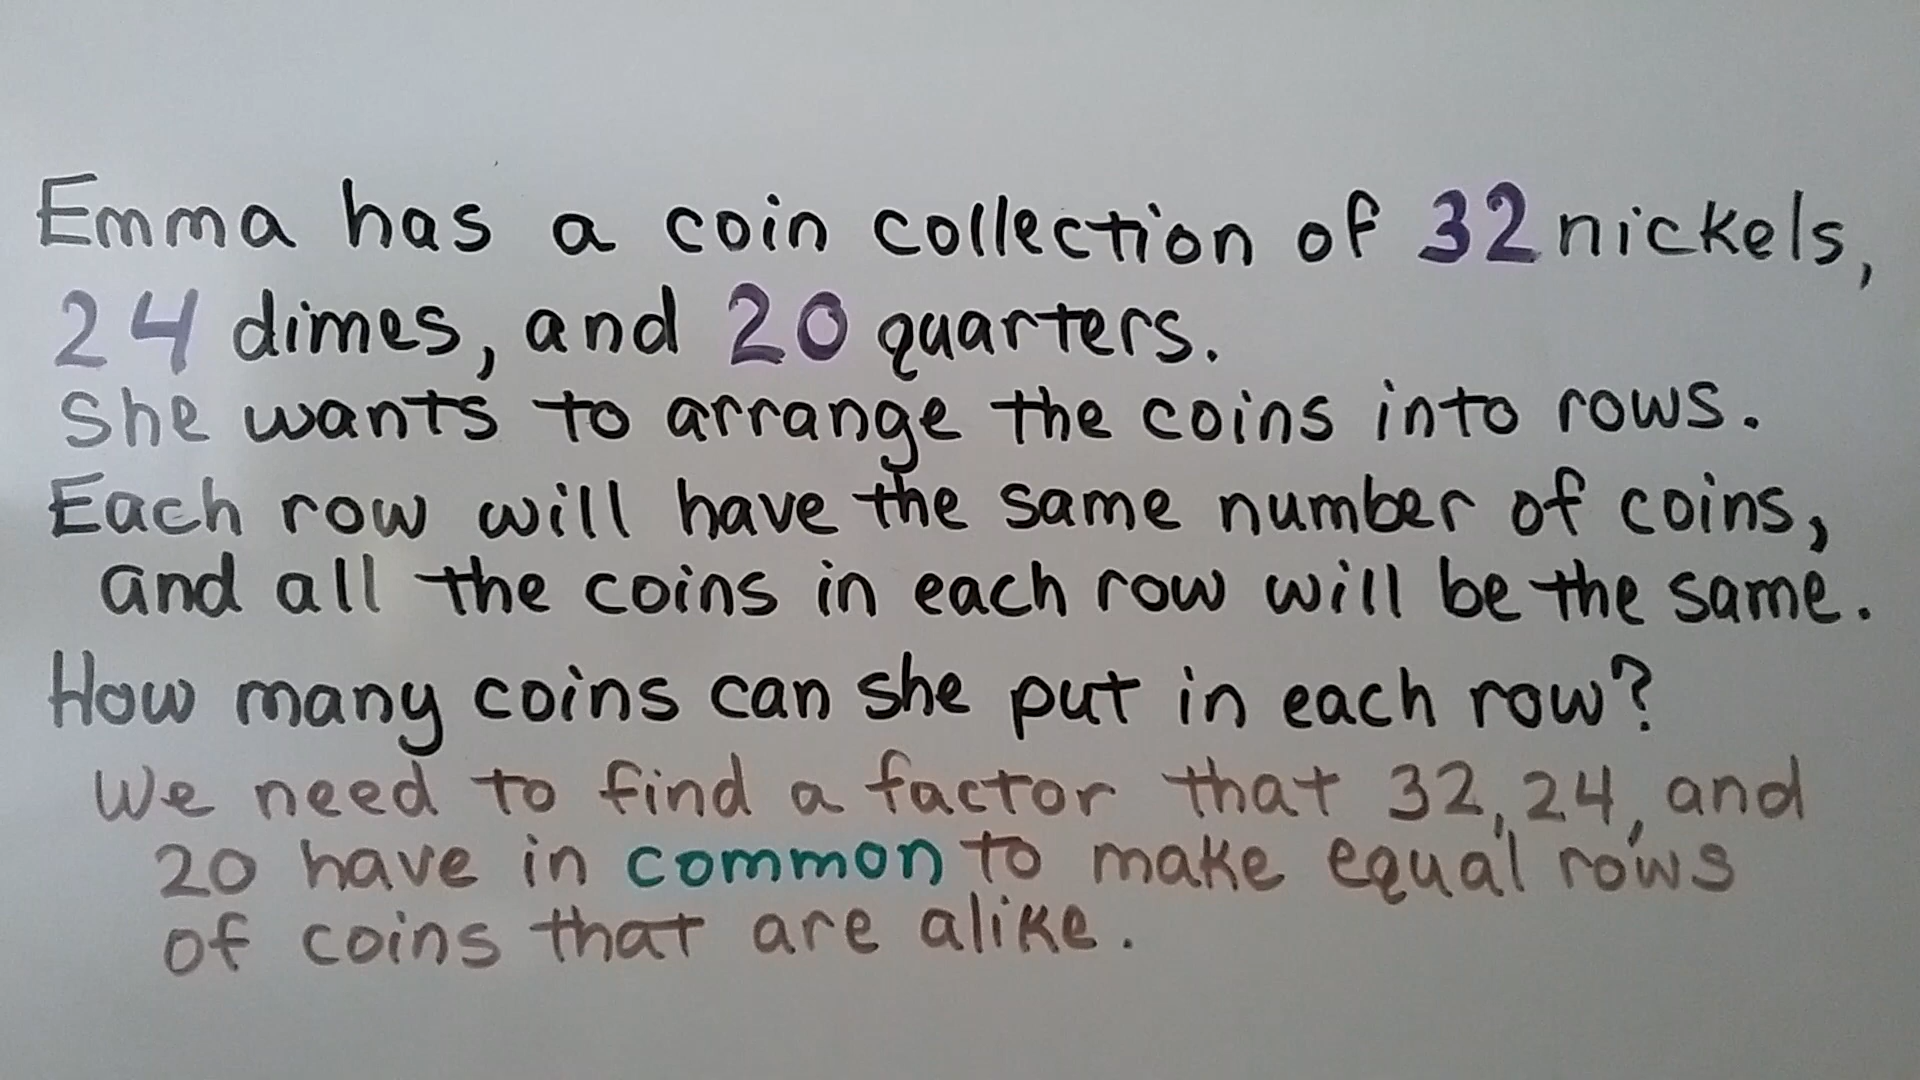 Emma has a coin collection of 32 nickels,
24 dimes, and 20 quarters.
She wants to arrange the coins into rows.
Each row will have the same number of coins,
and all the coins in each row will be the same.
How many coins can she put in each row?
We need to find a factor that 32, 24, and
20 have in common to make equal rows
of coins that are alike.